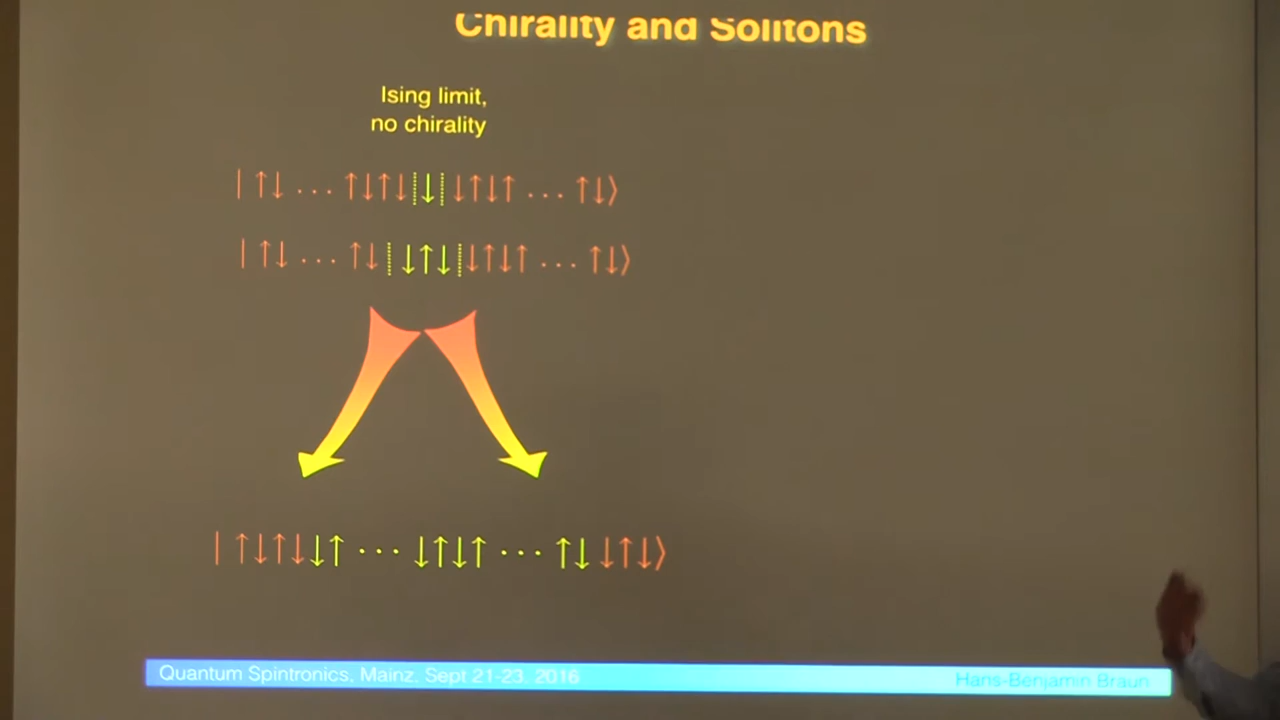 Chirality and Solitons
Ising limit,
no chirality
| ↑↓ ... ↑↓↑↓┊↓┊↓↑↓↑ ... ↑↓⟩
| ↑↓ ... ↑↓┊↓↑↓┊↓↑↓↑ ... ↑↓⟩
| ↑↓↑↓↓↑ ... ↓↑↓↑ ... ↑↓↓↑↓⟩
Quantum Spintronics, Mainz, Sept 21-23, 2016
Hans-Benjamin Braun